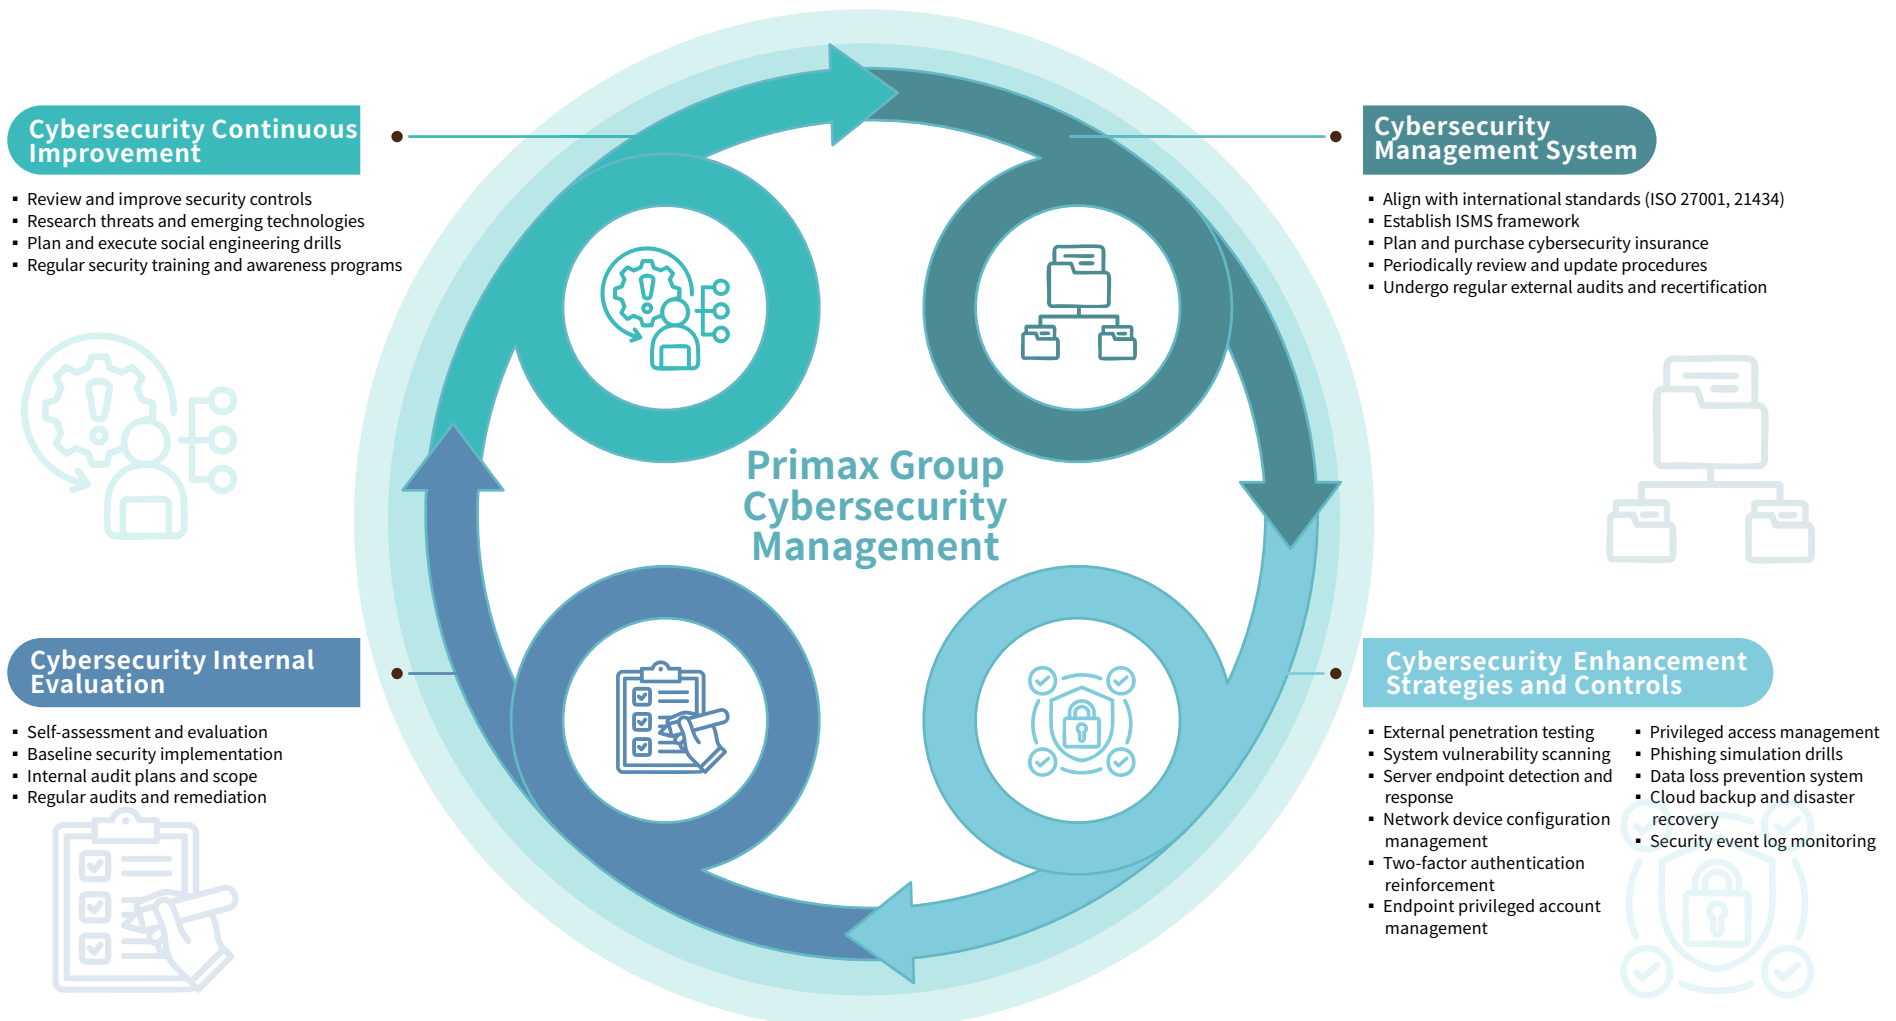 Cybersecurity Continuous
Improvement
▪ Review and improve security controls
▪ Research threats and emerging technologies
▪ Plan and execute social engineering drills
▪ Regular security training and awareness programs
Cybersecurity
Management System
▪ Align with international standards (ISO 27001, 21434)
▪ Establish ISMS framework
▪ Plan and purchase cybersecurity insurance
▪ Periodically review and update procedures
▪ Undergo regular external audits and recertification
Primax Group
Cybersecurity
Management
Cybersecurity Internal
Evaluation
▪ Self-assessment and evaluation
▪ Baseline security implementation
▪ Internal audit plans and scope
▪ Regular audits and remediation
Cybersecurity Enhancement
Strategies and Controls
▪ External penetration testing
▪ System vulnerability scanning
▪ Server endpoint detection and
response
▪ Network device configuration
management
▪ Two-factor authentication
reinforcement
▪ Endpoint privileged account
management
▪ Privileged access management
▪ Phishing simulation drills
▪ Data loss prevention system
▪ Cloud backup and disaster
recovery
▪ Security event log monitoring